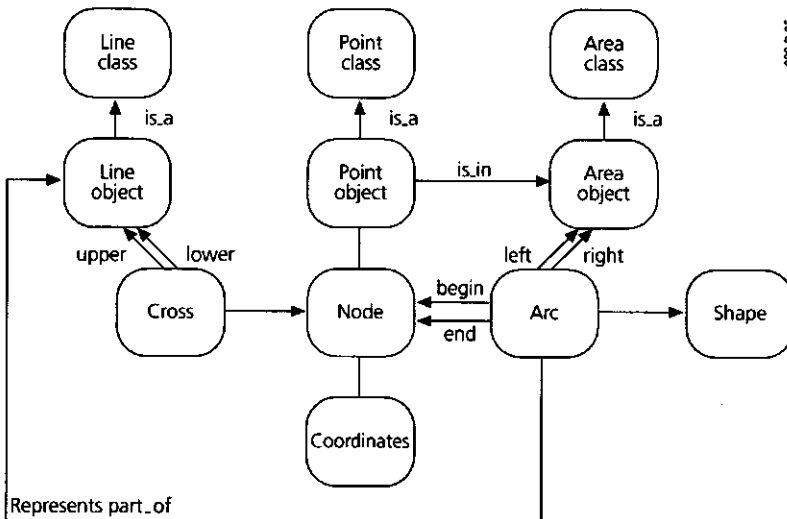 Line
class
Point
class
Area
class
is_a
is_a
is_a
Line
object
Point
object
is_in
Area
object
upper
lower
left
right
Cross
Node
begin
end
Arc
Shape
Coordinates
Represents part_of